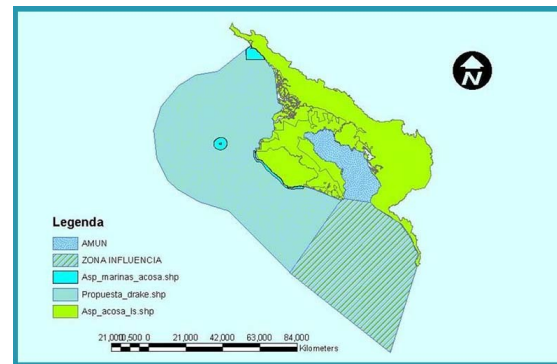 N
Legenda
AMUN
ZONA INFLUENCIA
Asp_marinas_acosa.shp
Propuesta_drake.shp
Asp_acosa_ls.shp
21,000 10,500 0 21,000 42,000 63,000 84,000
Kilometers